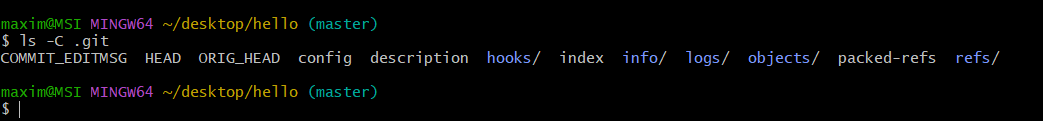 maxim@MSI MINGW64 ~/desktop/hello (master)
$ ls -C .git
COMMIT_EDITMSG  HEAD  ORIG_HEAD  config  description  hooks/  index  info/  logs/  objects/  packed-refs  refs/
maxim@MSI MINGW64 ~/desktop/hello (master)
$